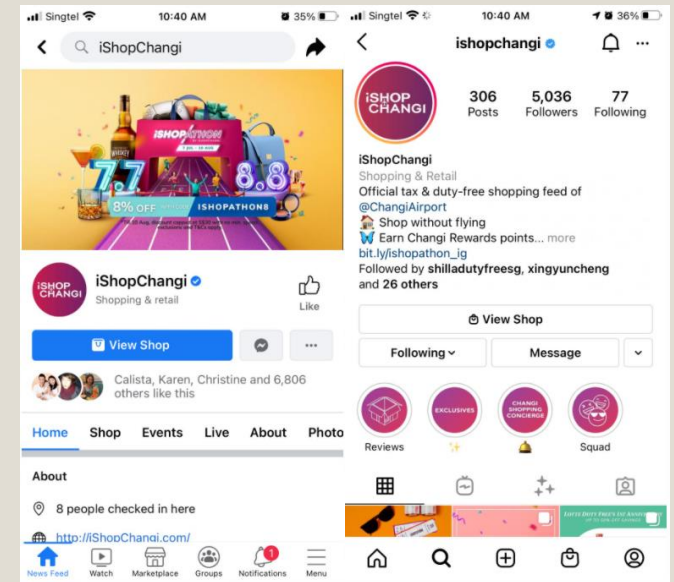 Singtel 10:40 AM 35%
iShopChangi
ISHOPATHON
7.7
8.8
8% OFF
ISHOPATHON8
iSHOP
CHANGI
iShopChangi
Shopping & retail
Like
View Shop
Calista, Karen, Christine and 6,806
others like this
Home Shop Events Live About Photo
About
8 people checked in here
http://iShopChangi.com/
1
News Feed Watch Marketplace Groups Notifications Menu
Singtel 10:40 AM 36%
ishopchangi
iSHOP
CHANGI
306 5,036 77
Posts Followers Following
iShopChangi
Shopping & Retail
Official tax & duty-free shopping feed of
@ChangiAirport
Shop without flying
Earn Changi Rewards points... more
bit.ly/ishopathon_ig
Followed by shilladutyfreesg, xingyuncheng
and 26 others
View Shop
Following Message
EXCLUSIVES
CHANGI
SHOPPING
CONCIERGE
Reviews Squad